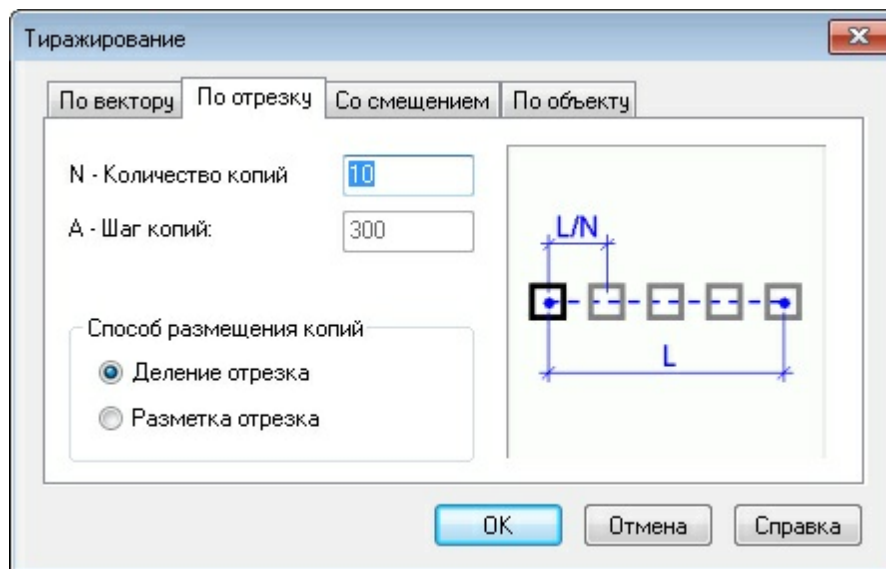 Тиражирование
По вектору По отрезку Со смещением По объекту
N - Количество копий 10
A - Шаг копий: 300
L/N
L
Способ размещения копий
Деление отрезка
Разметка отрезка
OK Отмена Справка